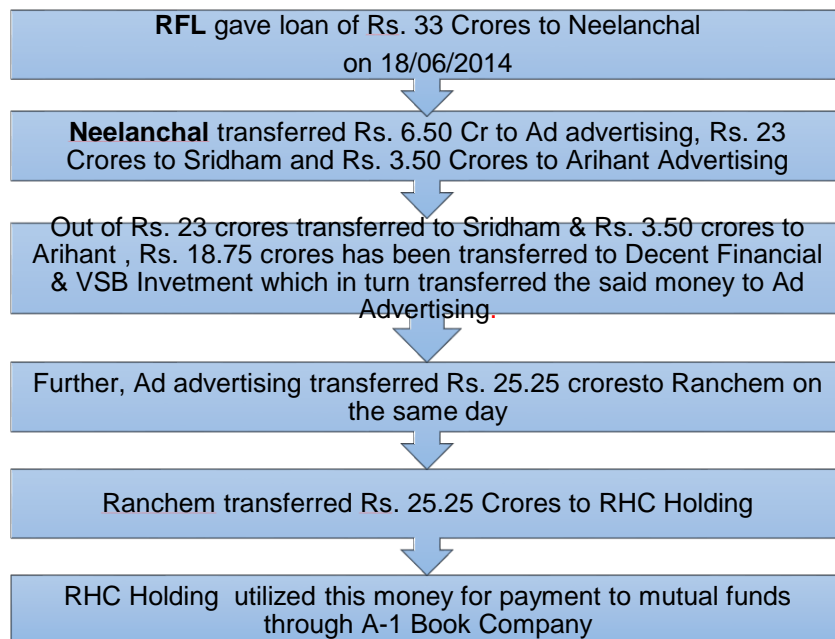 RFL gave loan of Rs. 33 Crores to Neelanchal
on 18/06/2014
Neelanchal transferred Rs. 6.50 Cr to Ad advertising, Rs. 23
Crores to Sridham and Rs. 3.50 Crores to Arihant Advertising
Out of Rs. 23 crores transferred to Sridham & Rs. 3.50 crores to
Arihant , Rs. 18.75 crores has been transferred to Decent Financial
& VSB Invetment which in turn transferred the said money to Ad
Advertising.
Further, Ad advertising transferred Rs. 25.25 croresto Ranchem on
the same day
Ranchem transferred Rs. 25.25 Crores to RHC Holding
RHC Holding utilized this money for payment to mutual funds
through A-1 Book Company